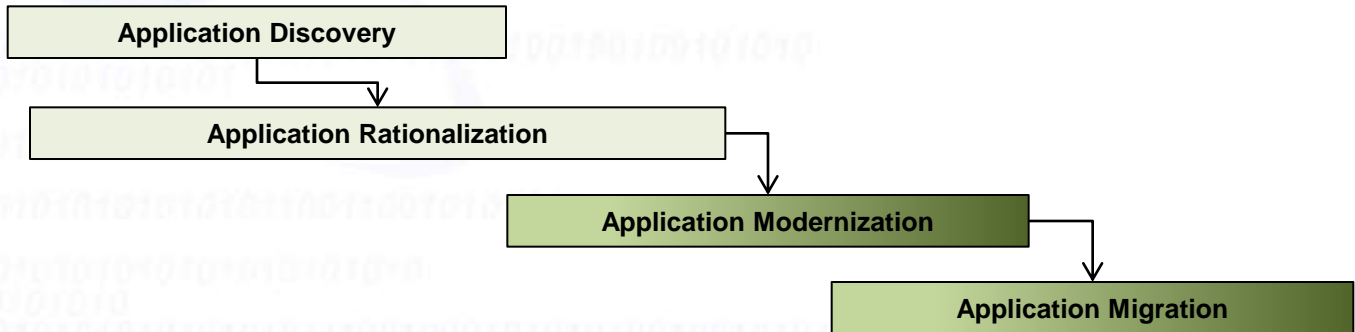 Application Discovery
Application Rationalization
Application Modernization
Application Migration